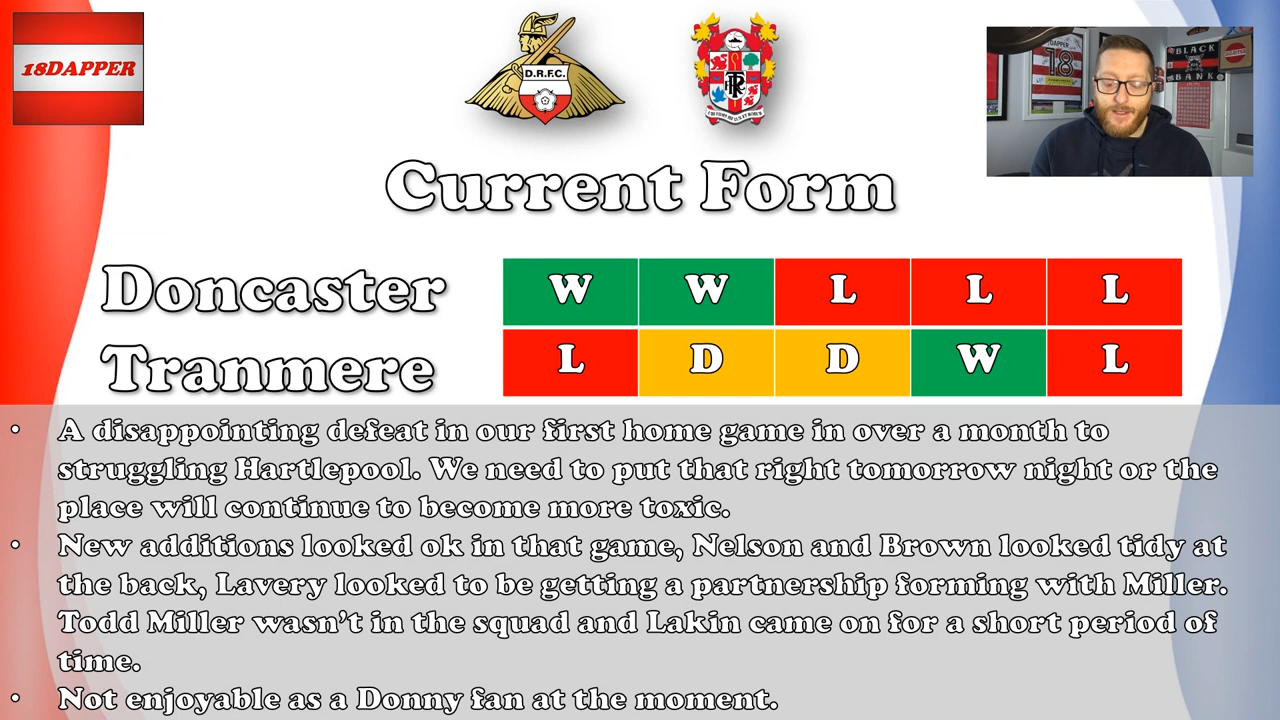 18DAPPER
D.R.F.C.
DAPPER
18
BLACK
BANK
Current Form
Doncaster W W L L L
Tranmere L D D W L
• A disappointing defeat in our first home game in over a month to
struggling Hartlepool. We need to put that right tomorrow night or the
place will continue to become more toxic.
• New additions looked ok in that game, Nelson and Brown looked tidy at
the back, Lavery looked to be getting a partnership forming with Miller.
Todd Miller wasn't in the squad and Lakin came on for a short period of
time.
• Not enjoyable as a Donny fan at the moment.